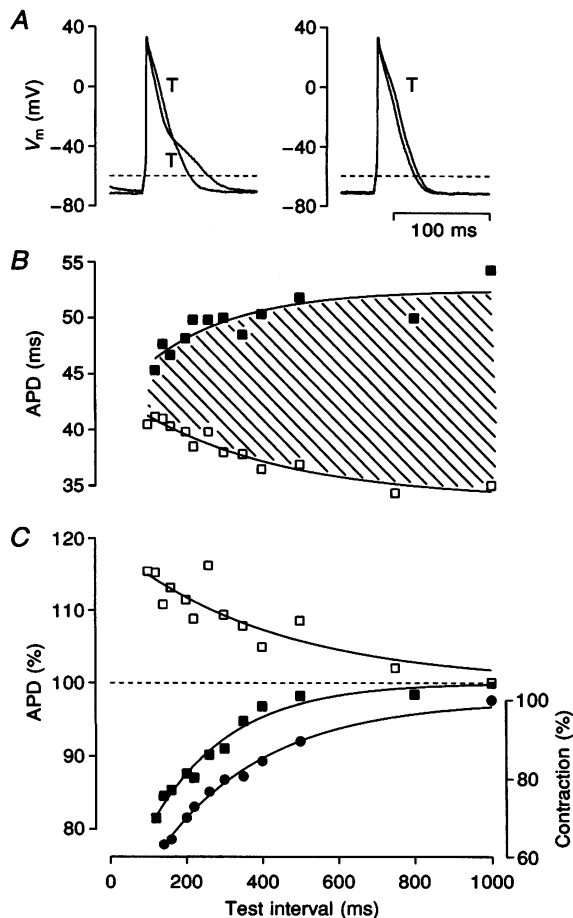 A
40
0
−40
−80
Vm (mV)
T
T
40
0
−40
−80
T
100 ms
B
55
50
45
40
35
APD (ms)
C
120
110
100
90
80
APD (%)
100
80
60
Contraction (%)
0 200 400 600 800 1000
Test interval (ms)